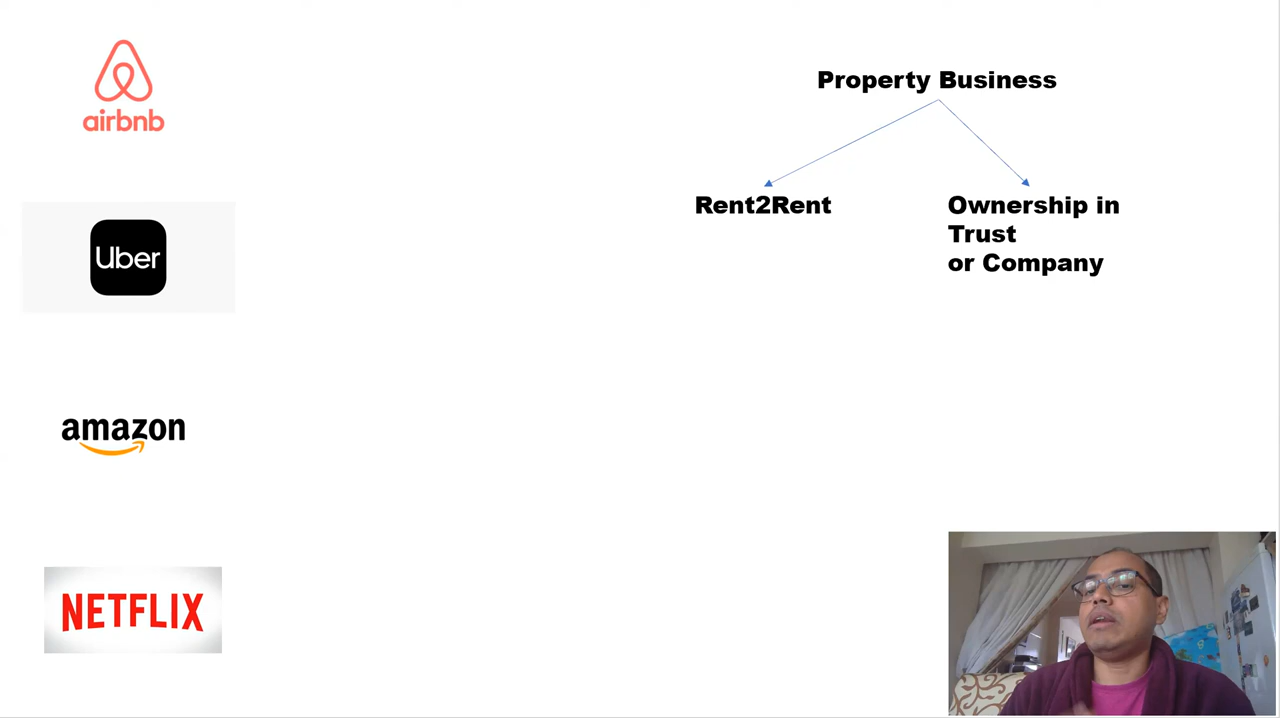 airbnb
Uber
amazon
NETFLIX
Property Business
Rent2Rent
Ownership in
Trust
or Company